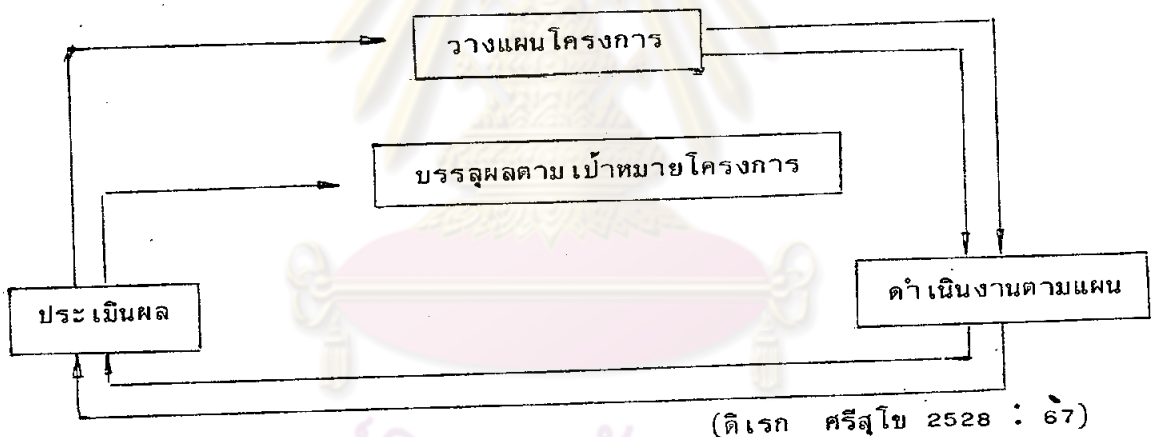 วางแผนโครงการ
บรรลุผลตามเป้าหมายโครงการ
ดำเนินงานตามแผน
ประเมินผล
(ดิเรก ศรีสุโข 2528 : 67)